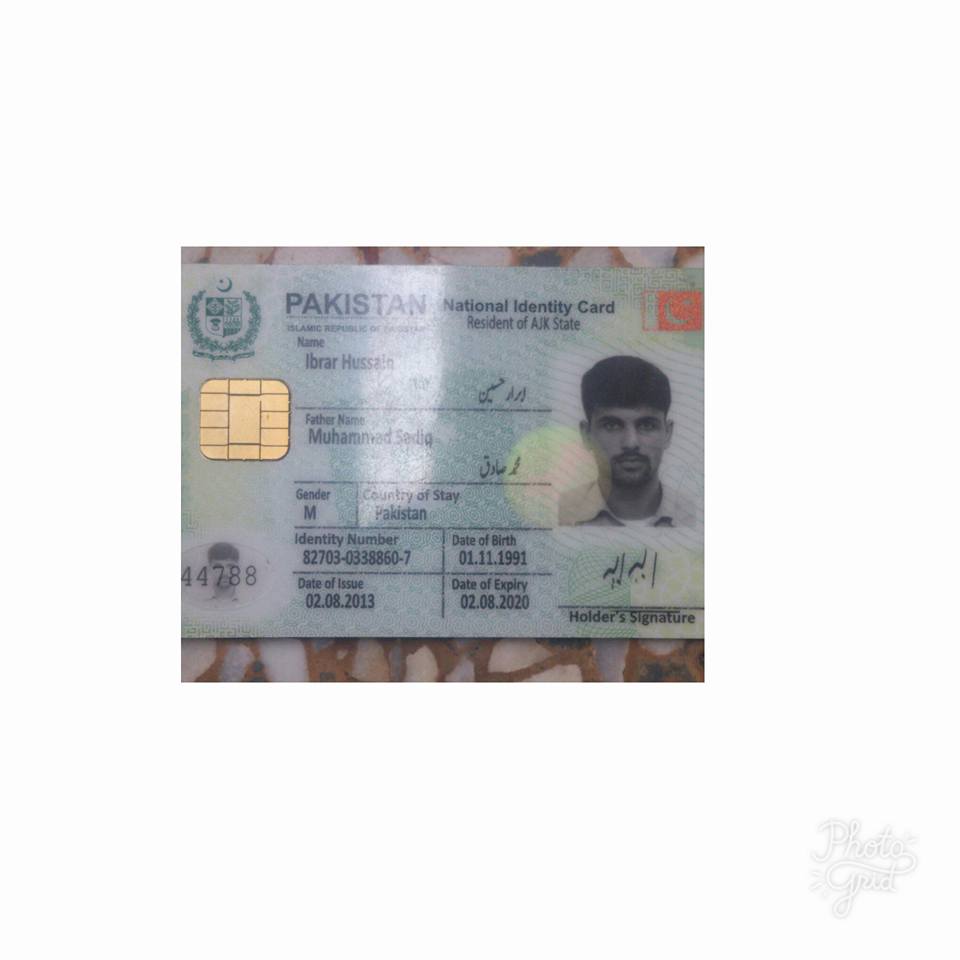 PAKISTAN National Identity Card
ISLAMIC REPUBLIC OF PAKISTAN Resident of AJK State
Name
Ibrar Hussain
ابرار حسین
Father Name
Muhammad Sadiq
محمد صادق
Gender Country of Stay
M Pakistan
Identity Number Date of Birth
82703-0338860-7 01.11.1991
44788
Date of Issue Date of Expiry
02.08.2013 02.08.2020
Holder's Signature
Photo
Grid